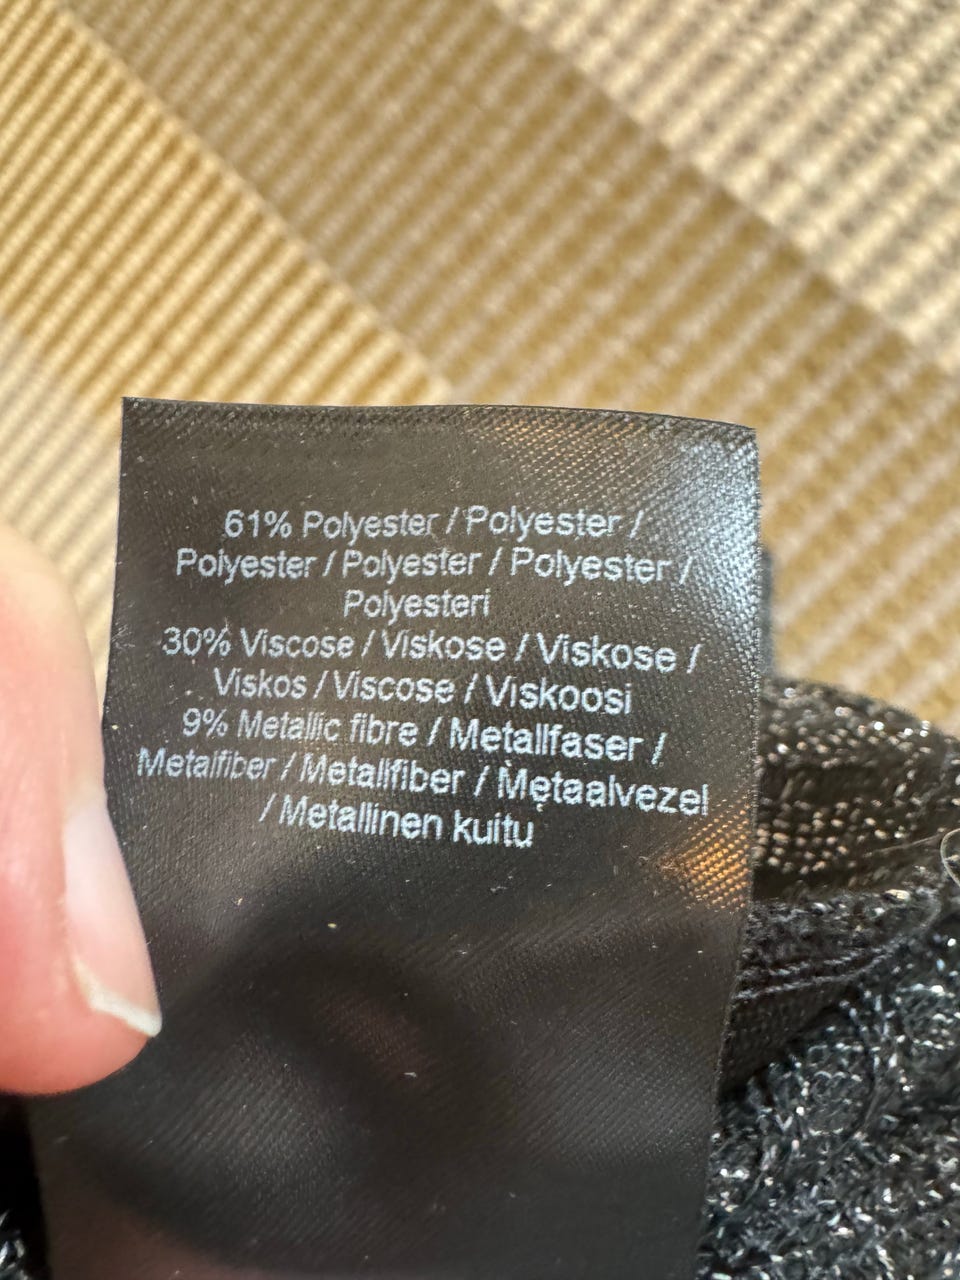 61% Polyester / Polyester /
Polyester / Polyester / Polyester /
Polyesteri
30% Viscose / Viskose / Viskose /
Viskos / Viscose / Viskoosi
9% Metallic fibre / Metallfaser /
Metalfiber / Metallfiber / Metaalvezel
/ Metallinen kuitu